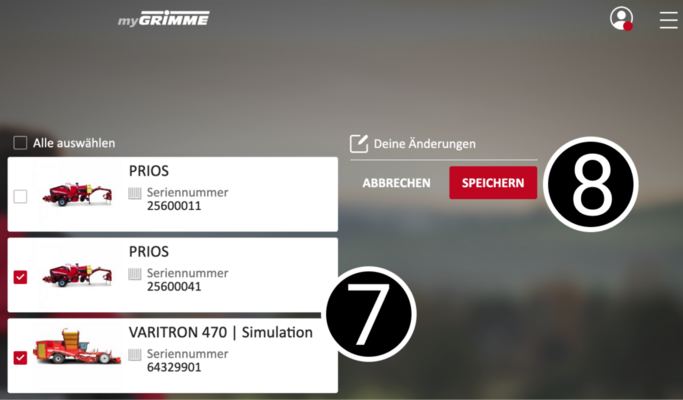 myGRIMME
Alle auswählen
PRIOS
Seriennummer
25600011
PRIOS
Seriennummer
25600041
VARITRON 470 | Simulation
Seriennummer
64329901
7
Deine Änderungen
ABBRECHEN SPEICHERN
8